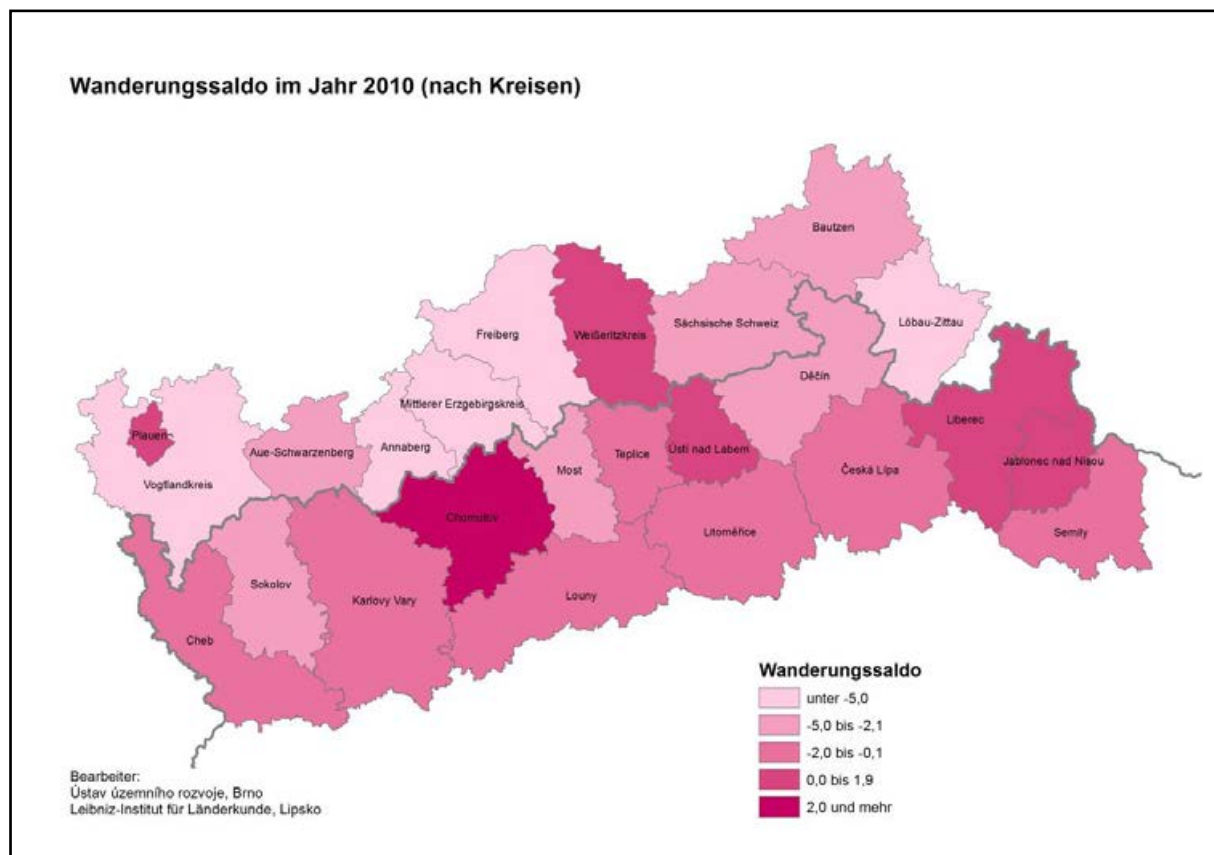 Wanderungssaldo im Jahr 2010 (nach Kreisen)
Bautzen
Löbau-Zittau
Sächsische Schweiz
Freiberg
Weißeritzkreis
Děčín
Mittlerer Erzgebirgskreis
Liberec
Plauen
Aue-Schwarzenberg
Annaberg
Most
Teplice
Ústí nad Labem
Česká Lípa
Jablonec nad Nisou
Vogtlandkreis
Chomutov
Litoměřice
Semily
Sokolov
Karlovy Vary
Louny
Cheb
Wanderungssaldo
unter -5,0
-5,0 bis -2,1
-2,0 bis -0,1
0,0 bis 1,9
2,0 und mehr
Bearbeiter:
Ústav územního rozvoje, Brno
Leibniz-Institut für Länderkunde, Lipsko